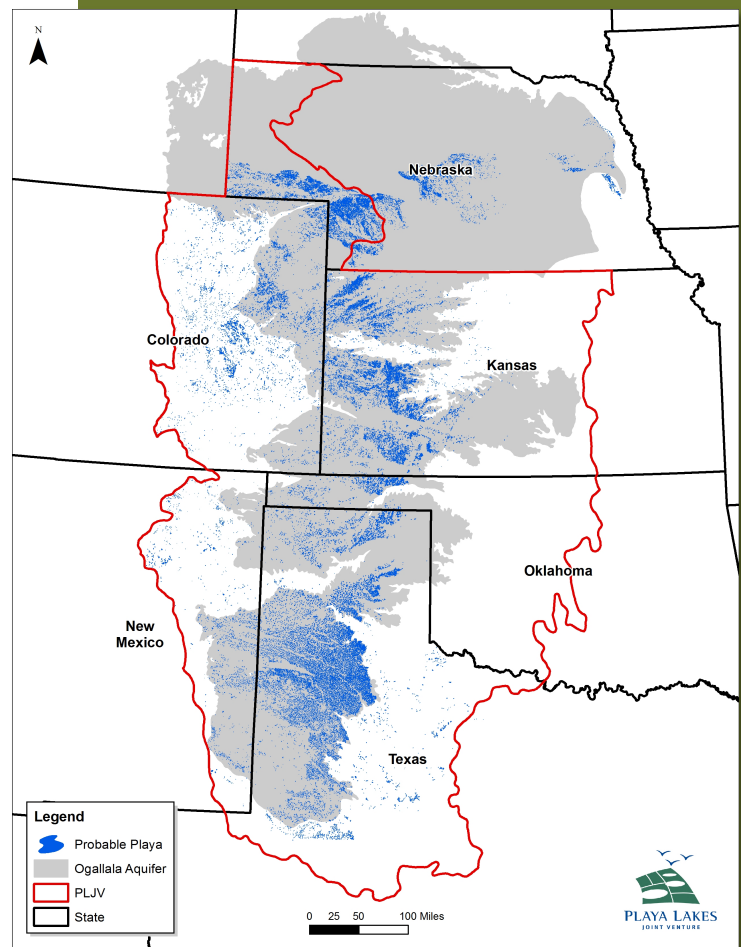 N
Nebraska
Colorado
Kansas
Oklahoma
New
Mexico
Texas
Legend
Probable Playa
Ogallala Aquifer
PLJV
State
0 25 50 100 Miles
PLAYA LAKES
JOINT VENTURE